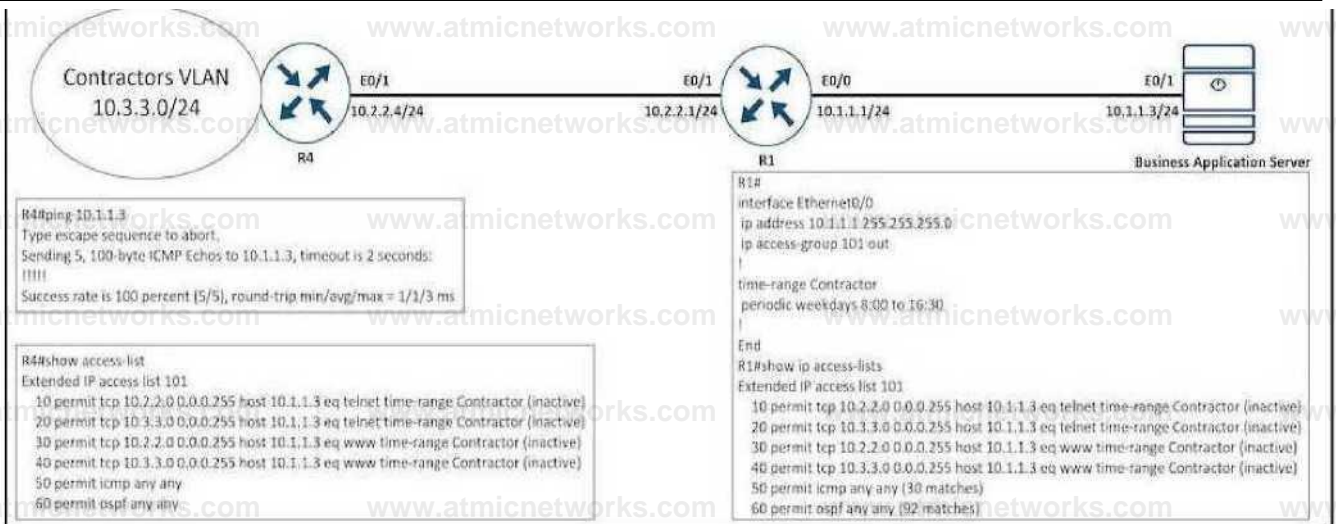 www.atmicnetworks.com
Contractors VLAN
10.3.3.0/24
E0/1
10.2.2.4/24
R4
E0/1
10.2.2.1/24
E0/0
10.1.1.1/24
R1
E0/1
10.1.1.3/24
Business Application Server
R4#ping 10.1.1.3
Type escape sequence to abort.
Sending 5, 100-byte ICMP Echos to 10.1.1.3, timeout is 2 seconds:
!!!!!
Success rate is 100 percent (5/5), round-trip min/avg/max = 1/1/3 ms
R4#show access-list
Extended IP access list 101
10 permit tcp 10.2.2.0 0.0.0.255 host 10.1.1.3 eq telnet time-range Contractor (inactive)
20 permit tcp 10.3.3.0 0.0.0.255 host 10.1.1.3 eq telnet time-range Contractor (inactive)
30 permit tcp 10.2.2.0 0.0.0.255 host 10.1.1.3 eq www time-range Contractor (inactive)
40 permit tcp 10.3.3.0 0.0.0.255 host 10.1.1.3 eq www time-range Contractor (inactive)
50 permit icmp any any
60 permit ospf any any
R1#
interface Ethernet0/0
ip address 10.1.1.1 255.255.255.0
ip access-group 101 out
!
time-range Contractor
periodic weekdays 8:00 to 16:30
!
End
R1#show ip access-lists
Extended IP access list 101
10 permit tcp 10.2.2.0 0.0.0.255 host 10.1.1.3 eq telnet time-range Contractor (inactive)
20 permit tcp 10.3.3.0 0.0.0.255 host 10.1.1.3 eq telnet time-range Contractor (inactive)
30 permit tcp 10.2.2.0 0.0.0.255 host 10.1.1.3 eq www time-range Contractor (inactive)
40 permit tcp 10.3.3.0 0.0.0.255 host 10.1.1.3 eq www time-range Contractor (inactive)
50 permit icmp any any (30 matches)
60 permit ospf any any (92 matches)